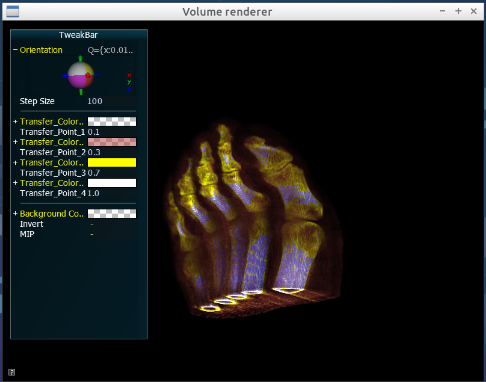 Volume renderer
TweakBar
Orientation Q={x:0.01..
Step Size 100
Transfer_Color..
Transfer_Point_1 0.1
Transfer_Color..
Transfer_Point_2 0.3
Transfer_Color..
Transfer_Point_3 0.7
Transfer_Color..
Transfer_Point_4 1.0
Background Co..
Invert -
MIP -
?